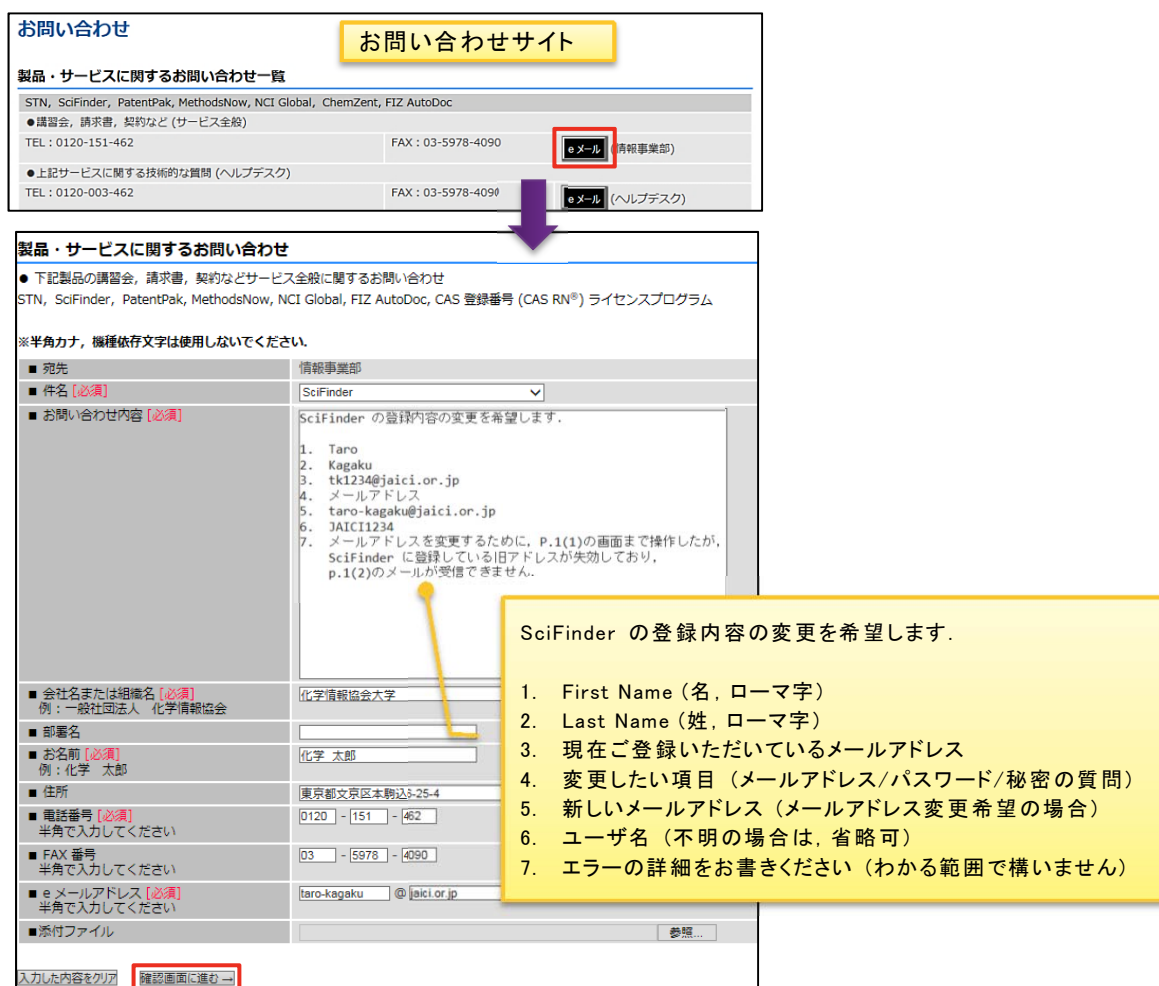 お問い合わせ
お問い合わせサイト
製品・サービスに関するお問い合わせ一覧
STN, SciFinder, PatentPak, MethodsNow, NCI Global, ChemZent, FIZ AutoDoc
●講習会, 請求書, 契約など (サービス全般)
TEL : 0120-151-462 FAX : 03-5978-4090 e メール (情報事業部)
●上記サービスに関する技術的な質問 (ヘルプデスク)
TEL : 0120-003-462 FAX : 03-5978-4090 e メール (ヘルプデスク)
製品・サービスに関するお問い合わせ
● 下記製品の講習会, 請求書, 契約などサービス全般に関するお問い合わせ
STN, SciFinder, PatentPak, MethodsNow, NCI Global, FIZ AutoDoc, CAS 登録番号 (CAS RN®) ライセンスプログラム
※半角カナ, 機種依存文字は使用しないでください.
■ 宛先 情報事業部
■ 件名 [必須] SciFinder
■ お問い合わせ内容 [必須]
SciFinder の登録内容の変更を希望します.
1. Taro
2. Kagaku
3. tk1234@jaici.or.jp
4. メールアドレス
5. taro-kagaku@jaici.or.jp
6. JAICI1234
7. メールアドレスを変更するために, P.1(1)の画面まで操作したが,
SciFinder に登録している旧アドレスが失効しており,
p.1(2)のメールが受信できません.
SciFinder の登録内容の変更を希望します.
1. First Name (名, ローマ字)
2. Last Name (姓, ローマ字)
3. 現在ご登録いただいているメールアドレス
4. 変更したい項目 (メールアドレス/パスワード/秘密の質問)
5. 新しいメールアドレス (メールアドレス変更希望の場合)
6. ユーザ名 (不明の場合は, 省略可)
7. エラーの詳細をお書きください (わかる範囲で構いません)
■ 会社名または組織名 [必須] 化学情報協会大学
例：一般社団法人 化学情報協会
■ 部署名
■ お名前 [必須] 化学 太郎
例：化学 太郎
■ 住所 東京都文京区本駒込6-25-4
■ 電話番号 [必須] 0120 - 151 - 462
半角で入力してください
■ FAX 番号 03 - 5978 - 4090
半角で入力してください
■ e メールアドレス [必須] taro-kagaku @ jaici.or.jp
半角で入力してください
■添付ファイル 参照...
入力した内容をクリア 確認画面に進む→